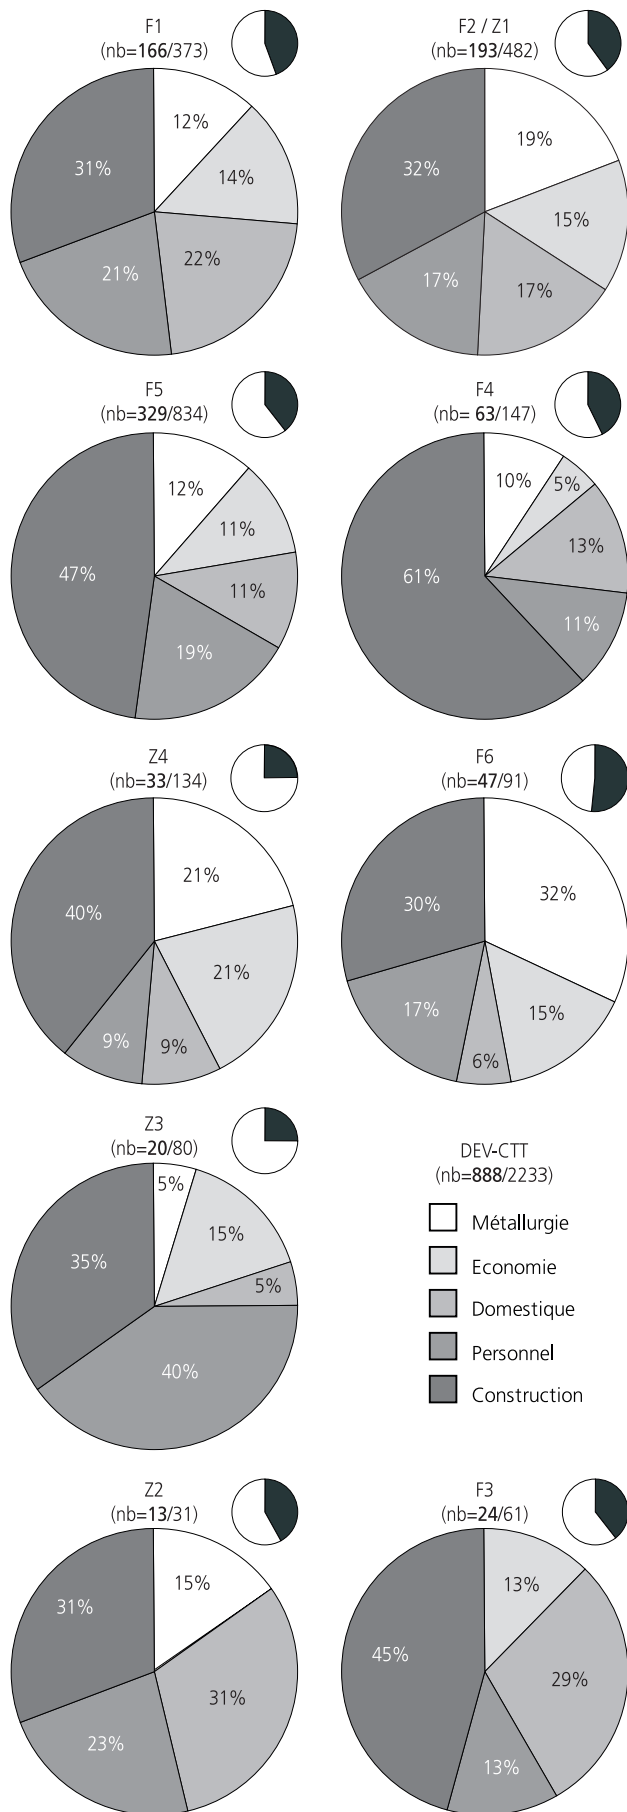 F1
(nb=166/373)
12%
14%
22%
21%
31%
F2 / Z1
(nb=193/482)
19%
15%
17%
17%
32%
F5
(nb=329/834)
12%
11%
11%
19%
47%
F4
(nb= 63/147)
10%
5%
13%
11%
61%
Z4
(nb=33/134)
21%
21%
9%
9%
40%
F6
(nb=47/91)
32%
15%
6%
17%
30%
Z3
(nb=20/80)
5%
15%
5%
40%
35%
DEV-CTT
(nb=888/2233)
Métallurgie
Economie
Domestique
Personnel
Construction
Z2
(nb=13/31)
15%
31%
23%
31%
F3
(nb=24/61)
13%
29%
13%
45%